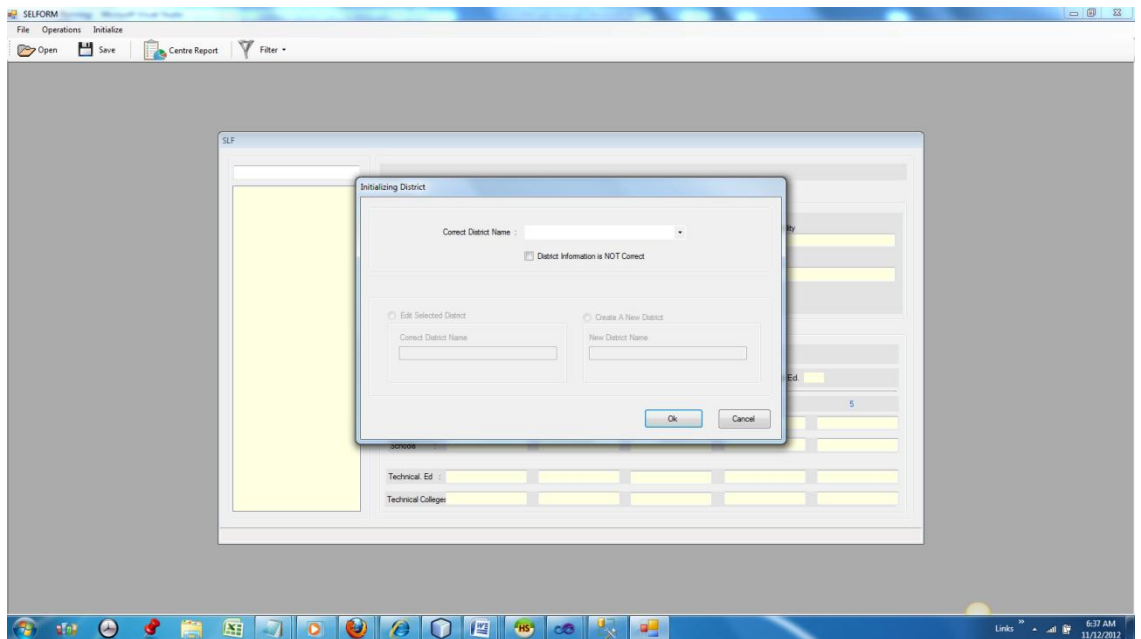 SELFORM
File Operations Initialize
Open Save Centre Report Filter
SLF
Initializing District
Correct District Name :
District Information is NOT Correct
Edit Selected District
Create A New District
Correct District Name
New District Name
Ok Cancel
Ed.
5
Schools :
Technical. Ed :
Technical Colleges
HS
Links
6:37 AM
11/12/2012